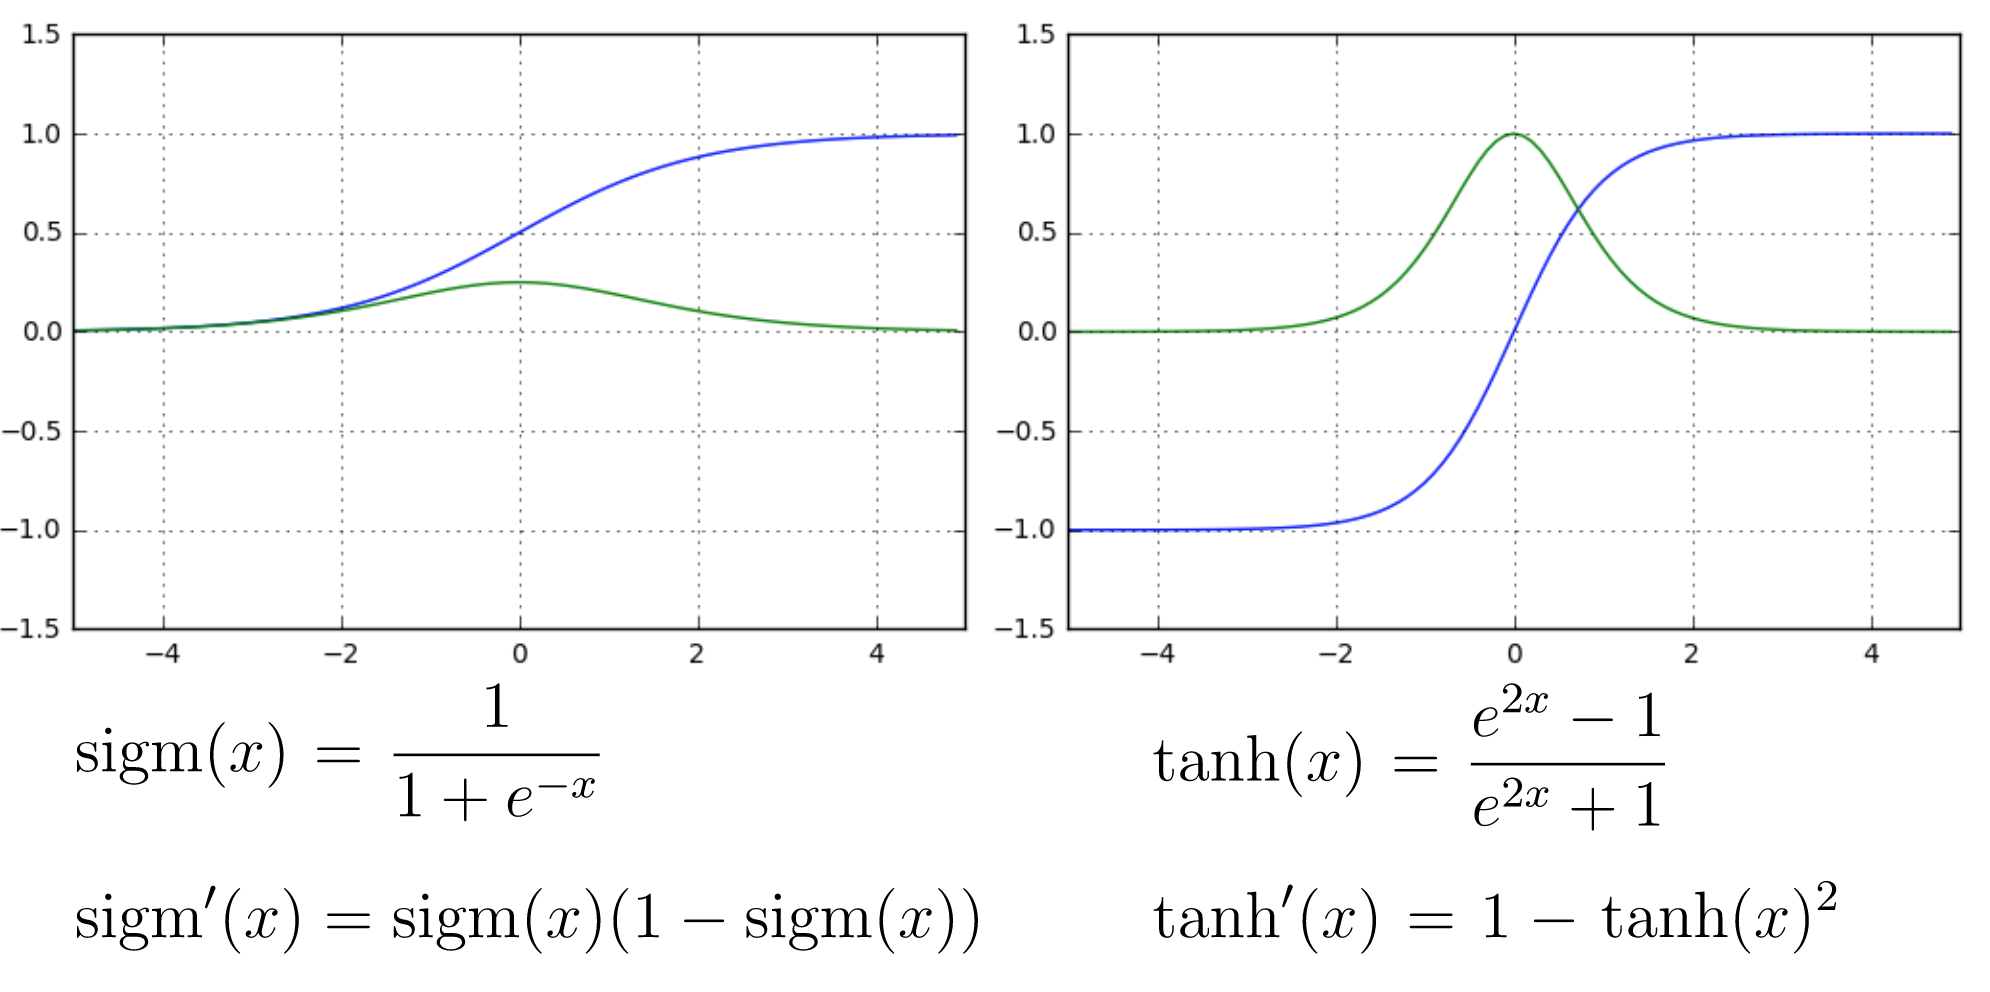 1.5
1.0
0.5
0.0
−0.5
−1.0
−1.5
−4 −2 0 2 4
1.5
1.0
0.5
0.0
−0.5
−1.0
−1.5
−4 −2 0 2 4
sigm(x) = 1 / (1 + e^{−x})
sigm′(x) = sigm(x)(1 − sigm(x))
tanh(x) = (e^{2x} − 1) / (e^{2x} + 1)
tanh′(x) = 1 − tanh(x)²